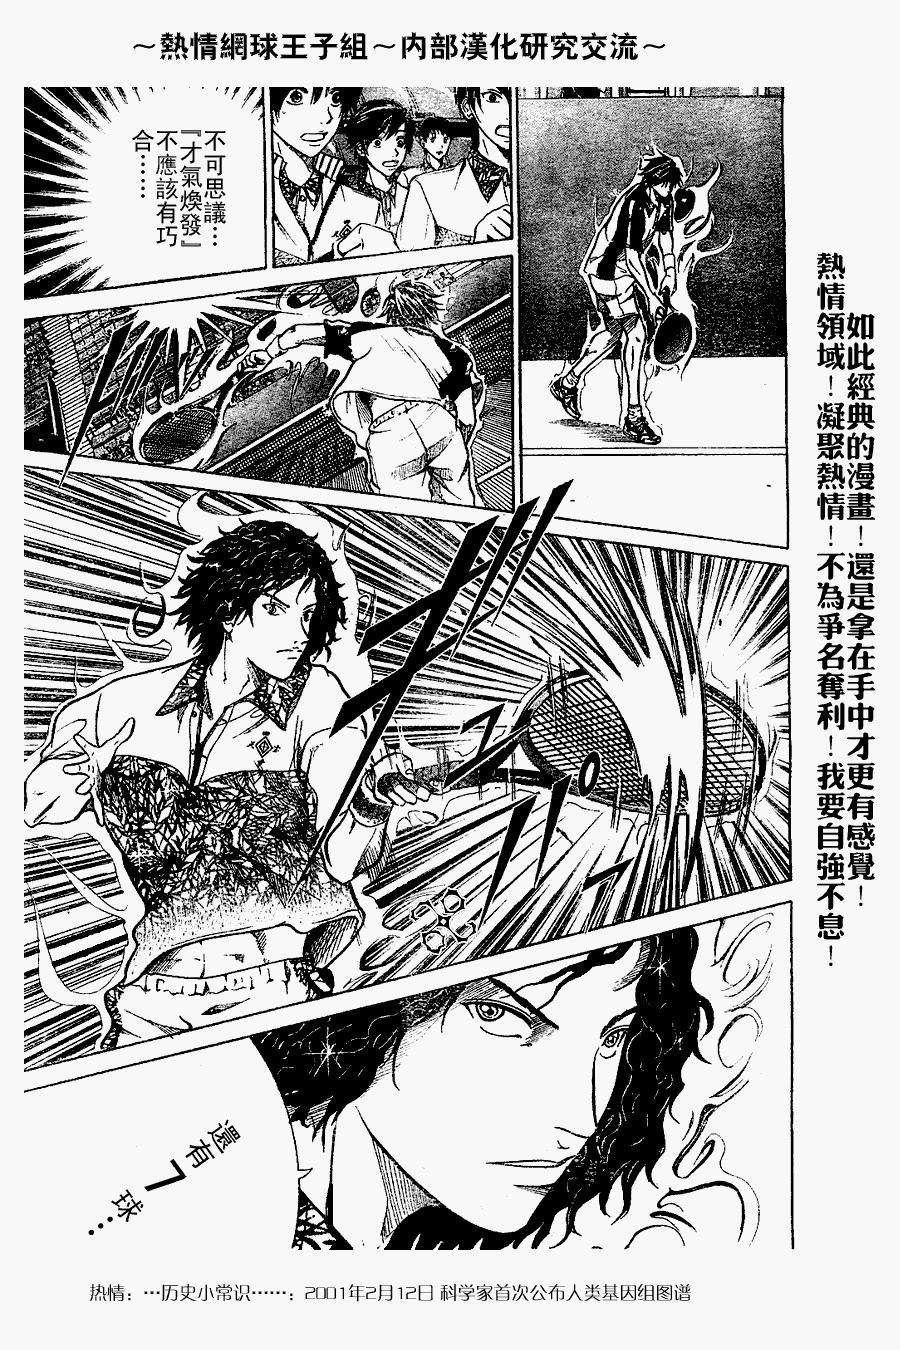 ～熱情網球王子組～内部漢化研究交流～
不可思議…
『才氣煥發』
不應該有巧
合……
如此經典的漫畫！還是拿在手中才更有感覺！
熱情領域！凝聚熱情！不為爭名奪利！我要自強不息！
還有7球…
热情：…历史小常识……：2001年2月12日 科学家首次公布人类基因组图谱